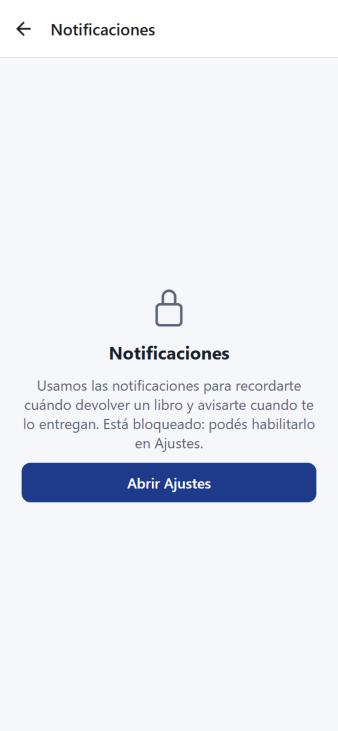 Notificaciones
Notificaciones
Usamos las notificaciones para recordarte
cuándo devolver un libro y avisarte cuando te
lo entregan. Está bloqueado: podés habilitarlo
en Ajustes.
Abrir Ajustes